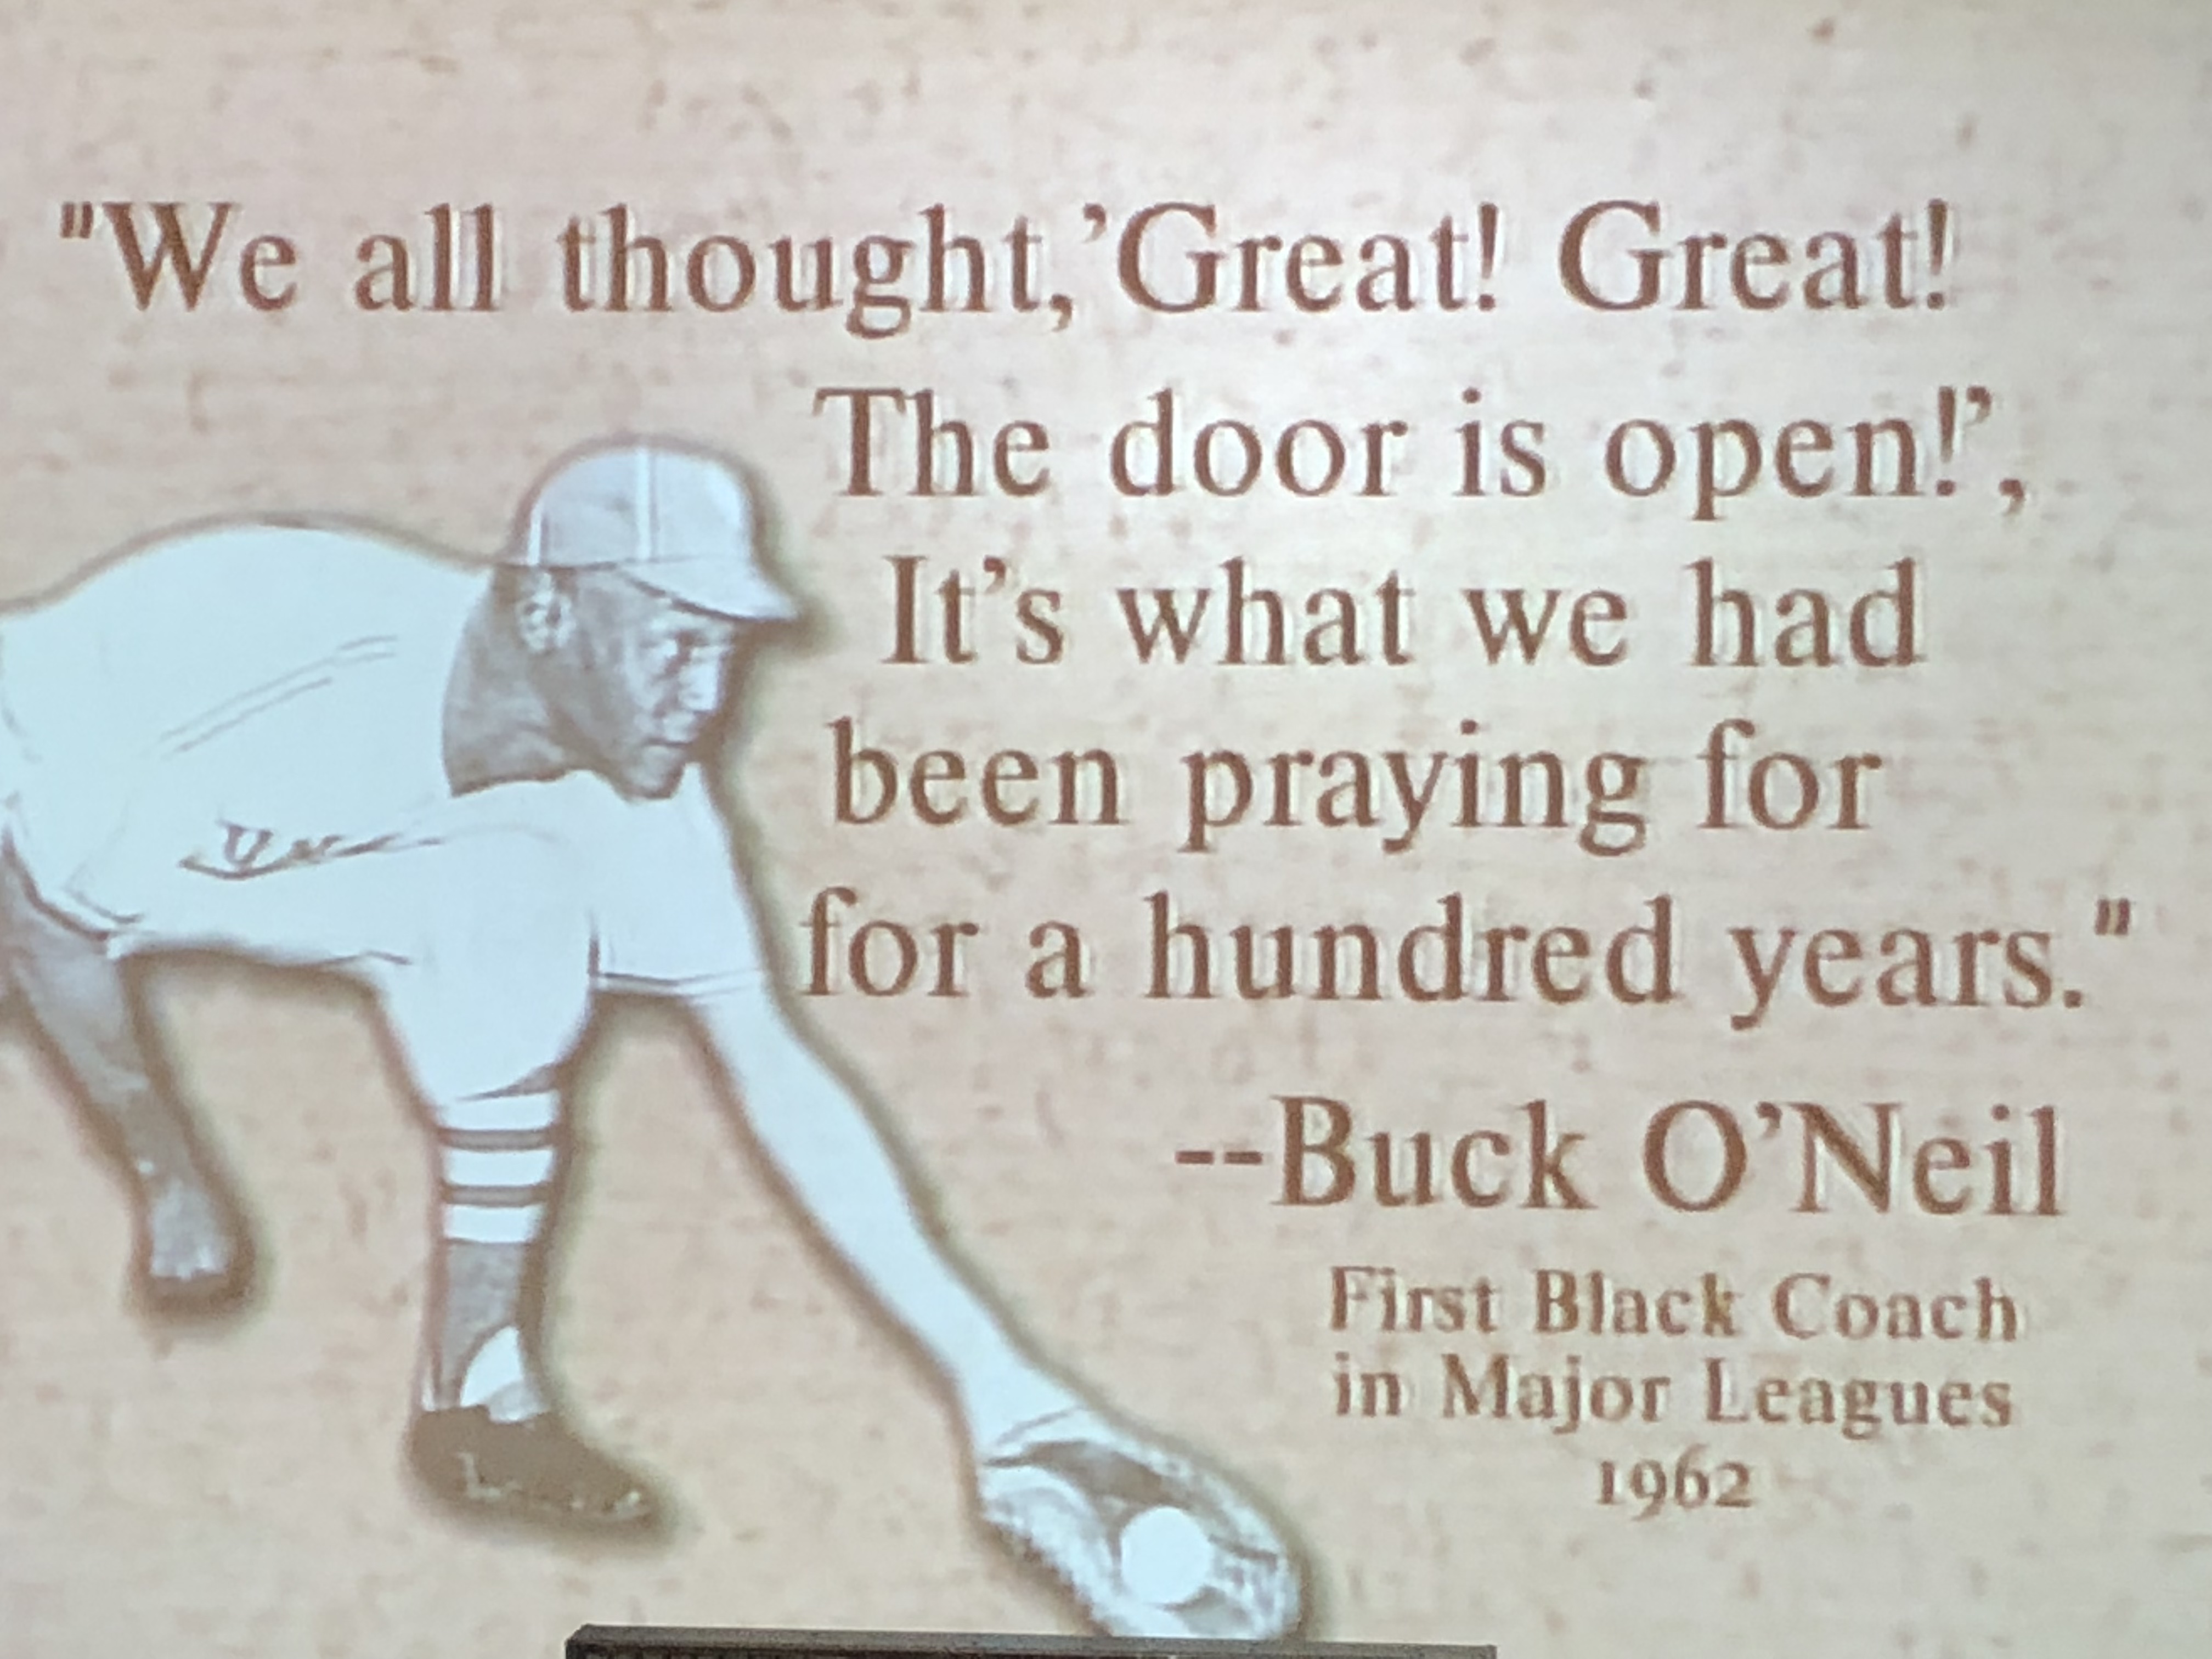 "We all thought,'Great! Great!
The door is open!',
It's what we had
been praying for
for a hundred years."
--Buck O'Neil
First Black Coach
in Major Leagues
1962